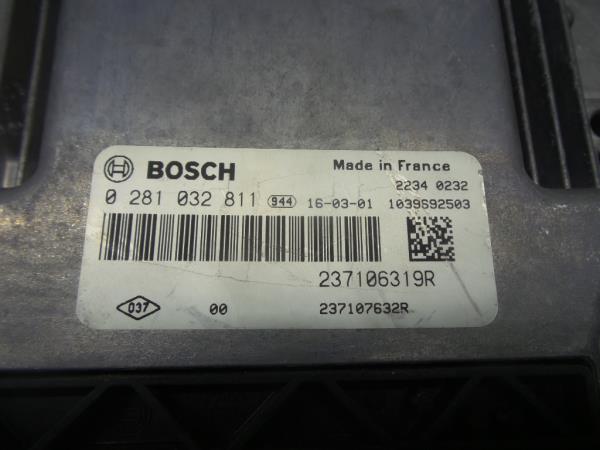 BOSCH Made in France
2234 0232
0 281 032 811 944 16-03-01 1039S92503
237106319R
037 00 237107632R